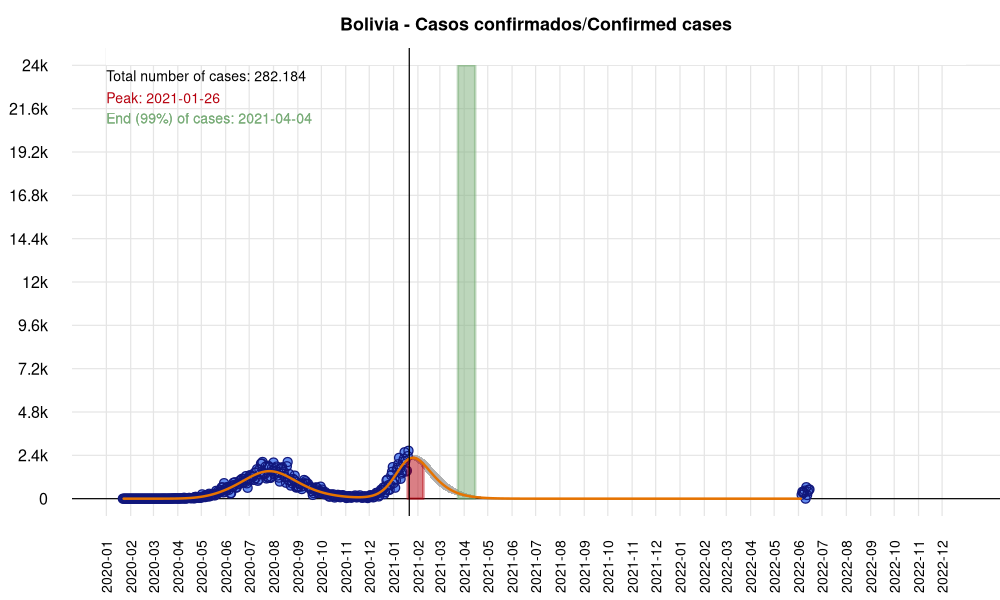 Bolivia - Casos confirmados/Confirmed cases
Total number of cases: 282.184
Peak: 2021-01-26
End (99%) of cases: 2021-04-04
24k
21.6k
19.2k
16.8k
14.4k
12k
9.6k
7.2k
4.8k
2.4k
0
2020-01
2020-02
2020-03
2020-04
2020-05
2020-06
2020-07
2020-08
2020-09
2020-10
2020-11
2020-12
2021-01
2021-02
2021-03
2021-04
2021-05
2021-06
2021-07
2021-08
2021-09
2021-10
2021-11
2021-12
2022-01
2022-02
2022-03
2022-04
2022-05
2022-06
2022-07
2022-08
2022-09
2022-10
2022-11
2022-12